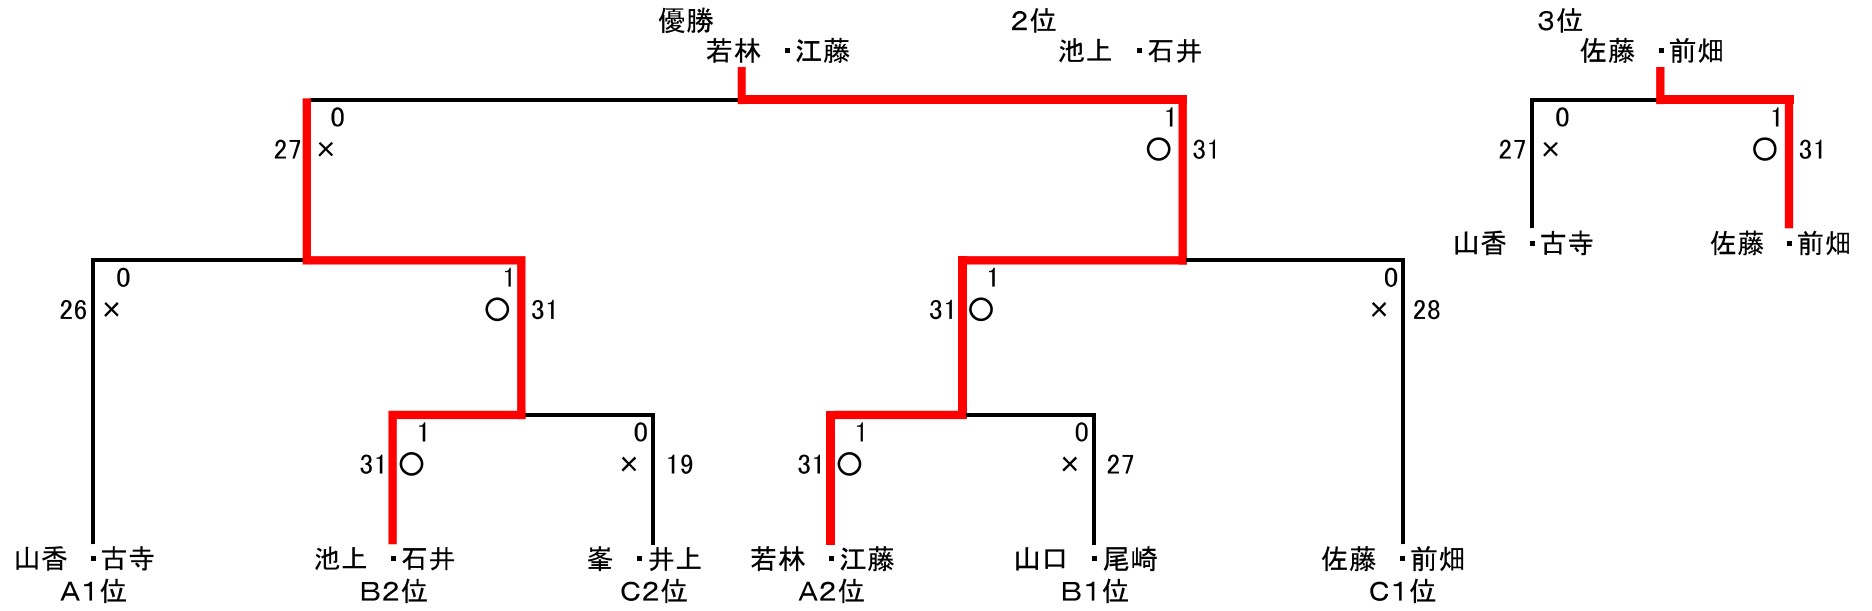 優勝 2位 3位
若林 ・江藤 池上 ・石井 佐藤 ・前畑
0 1 0 1
27 × ○ 31 27 × ○ 31
山香 ・古寺 佐藤 ・前畑
0 1 1 0
26 × ○ 31 31 ○ × 28
1 0 1 0
31 ○ × 19 31 ○ × 27
山香 ・古寺 池上 ・石井 峯 ・井上 若林 ・江藤 山口 ・尾崎 佐藤 ・前畑
A1位 B2位 C2位 A2位 B1位 C1位